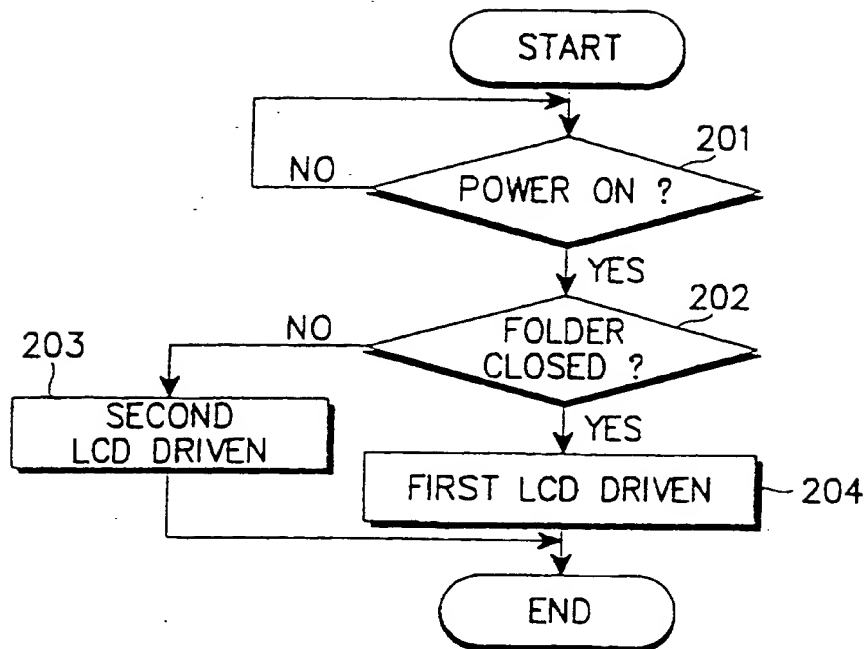 START
201
NO
POWER ON ?
YES
202
NO
FOLDER
CLOSED ?
203
SECOND
LCD DRIVEN
YES
FIRST LCD DRIVEN
204
END